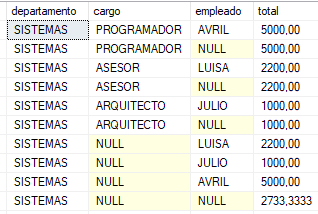 departamento cargo empleado total
SISTEMAS PROGRAMADOR AVRIL 5000,00
SISTEMAS PROGRAMADOR NULL 5000,00
SISTEMAS ASESOR LUISA 2200,00
SISTEMAS ASESOR NULL 2200,00
SISTEMAS ARQUITECTO JULIO 1000,00
SISTEMAS ARQUITECTO NULL 1000,00
SISTEMAS NULL LUISA 2200,00
SISTEMAS NULL JULIO 1000,00
SISTEMAS NULL AVRIL 5000,00
SISTEMAS NULL NULL 2733,3333